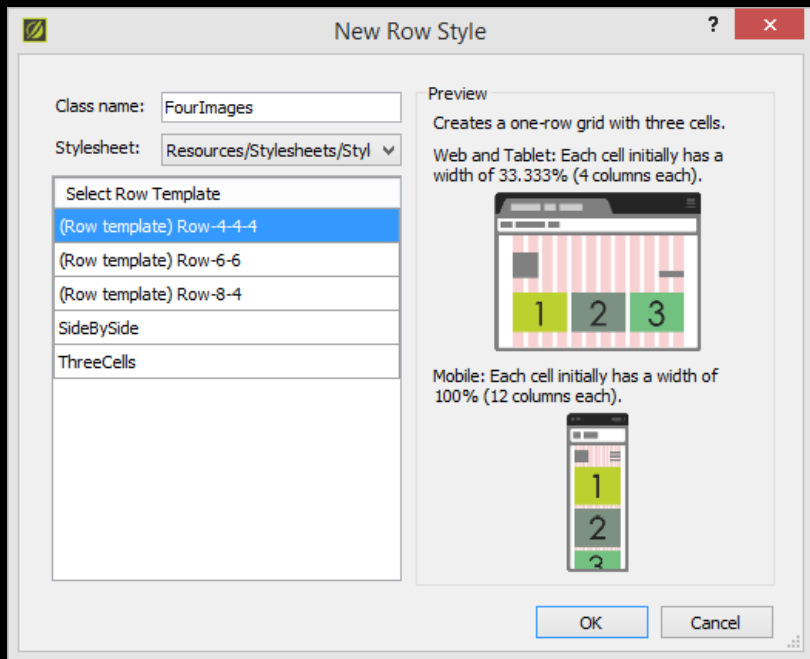 New Row Style
?
Class name: FourImages
Stylesheet: Resources/Stylesheets/Styl
Select Row Template
(Row template) Row-4-4-4
(Row template) Row-6-6
(Row template) Row-8-4
SideBySide
ThreeCells
Preview
Creates a one-row grid with three cells.
Web and Tablet: Each cell initially has a
width of 33.333% (4 columns each).
1 2 3
Mobile: Each cell initially has a width of
100% (12 columns each).
1
2
3
OK Cancel